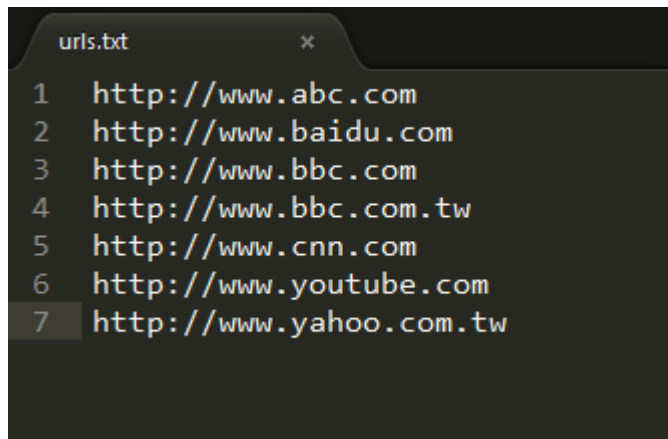 urls.txt ×
1 http://www.abc.com
2 http://www.baidu.com
3 http://www.bbc.com
4 http://www.bbc.com.tw
5 http://www.cnn.com
6 http://www.youtube.com
7 http://www.yahoo.com.tw